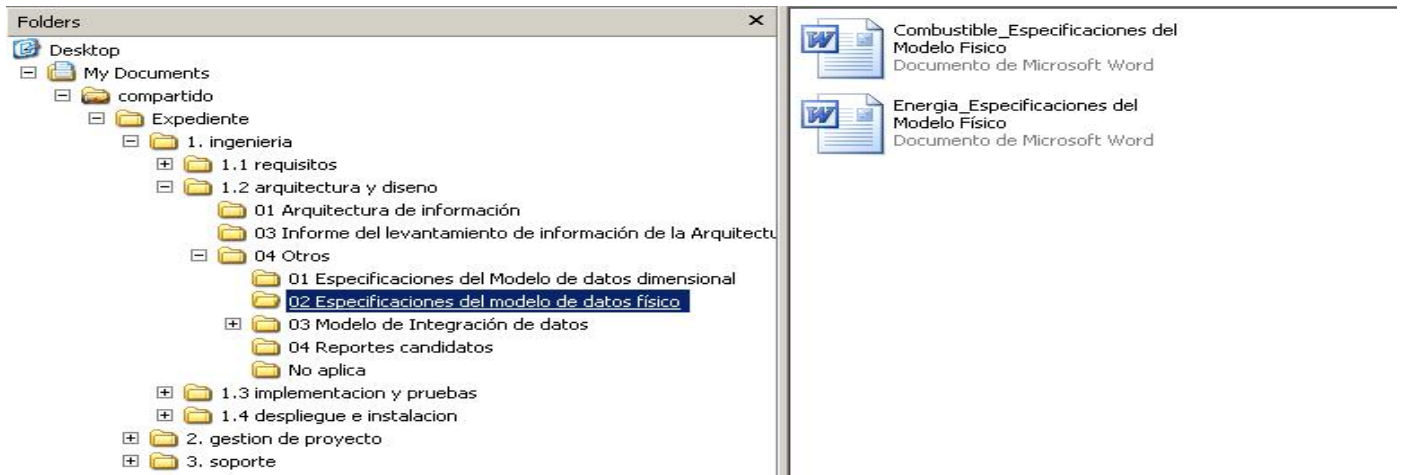 Folders
Desktop
My Documents
compartido
Expediente
1. ingenieria
1.1 requisitos
1.2 arquitectura y diseno
01 Arquitectura de información
03 Informe del levantamiento de información de la Arquitectu
04 Otros
01 Especificaciones del Modelo de datos dimensional
02 Especificaciones del modelo de datos físico
03 Modelo de Integración de datos
04 Reportes candidatos
No aplica
1.3 implementacion y pruebas
1.4 despliegue e instalacion
2. gestion de proyecto
3. soporte
Combustible_Especificaciones del
Modelo Fisico
Documento de Microsoft Word
Energia_Especificaciones del
Modelo Físico
Documento de Microsoft Word